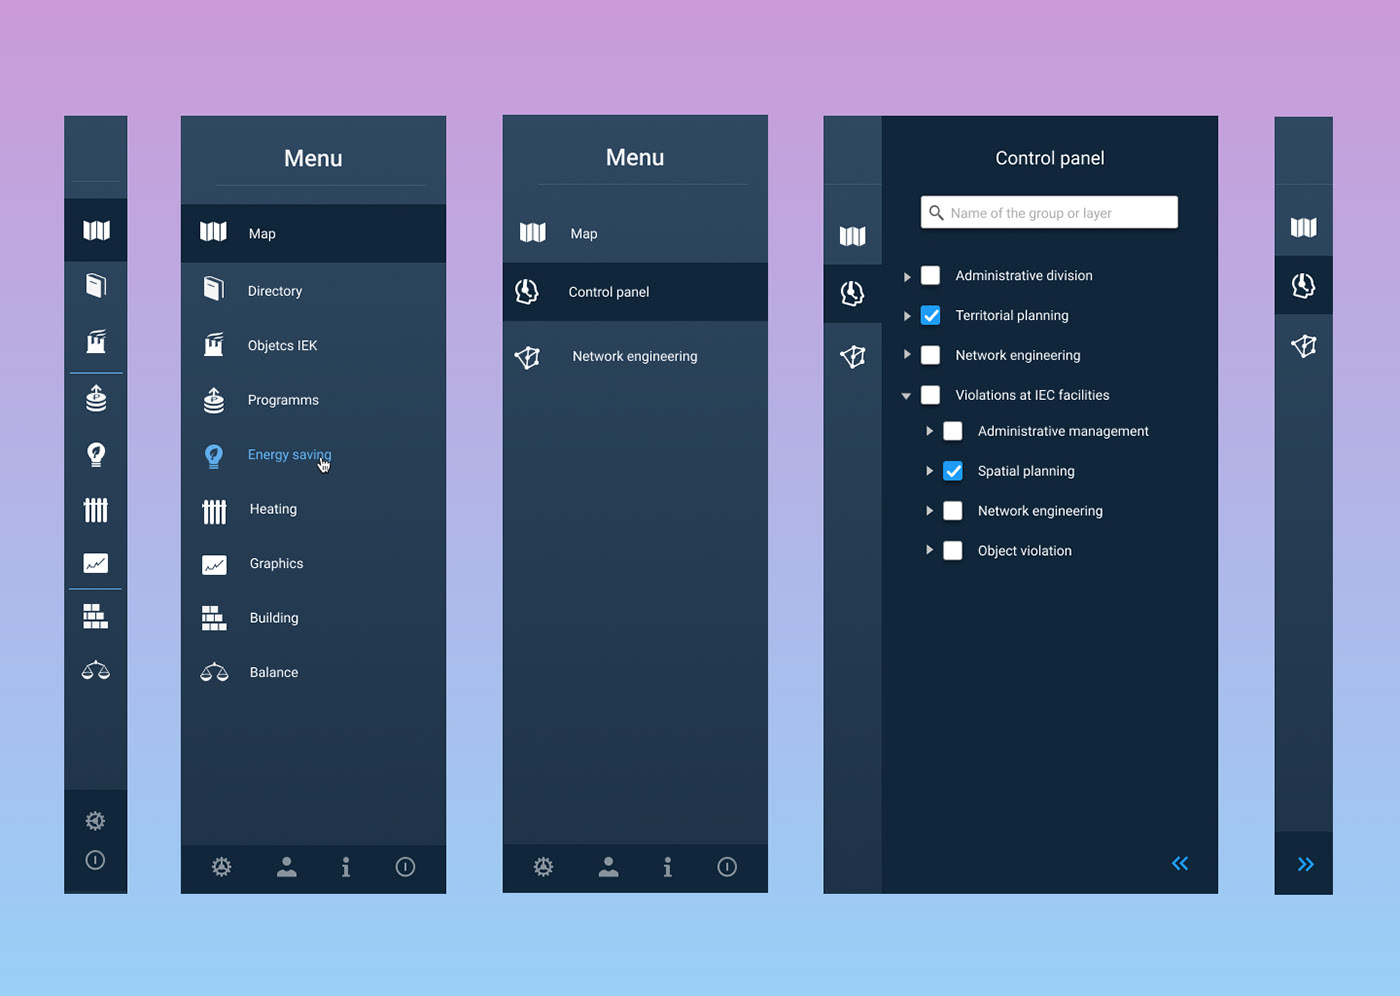 Menu
Map
Directory
Objetcs IEK
Programms
Energy saving
Heating
Graphics
Building
Balance
Menu
Map
Control panel
Network engineering
Control panel
Name of the group or layer
Administrative division
Territorial planning
Network engineering
Violations at IEC facilities
Administrative management
Spatial planning
Network engineering
Object violation